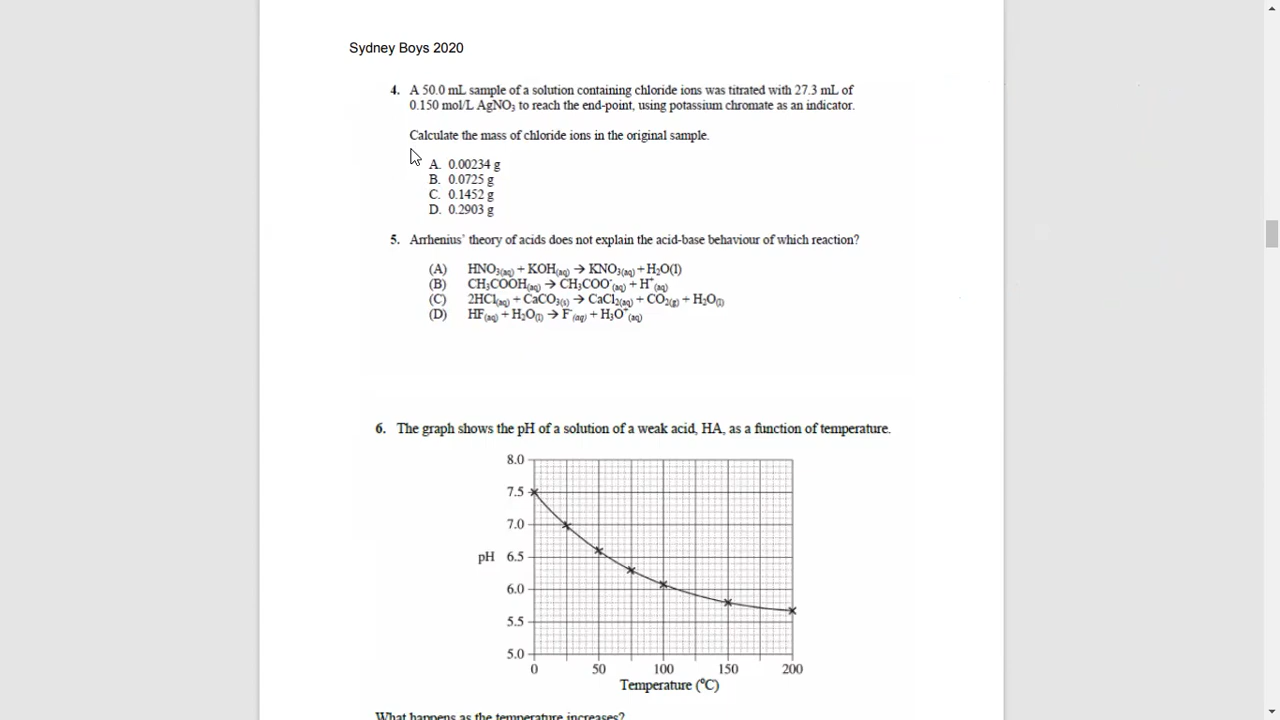 Sydney Boys 2020
4. A 50.0 mL sample of a solution containing chloride ions was titrated with 27.3 mL of
0.150 mol/L AgNO₃ to reach the end-point, using potassium chromate as an indicator.
Calculate the mass of chloride ions in the original sample.
A. 0.00234 g
B. 0.0725 g
C. 0.1452 g
D. 0.2903 g
5. Arrhenius' theory of acids does not explain the acid-base behaviour of which reaction?
(A) HNO₃(aq) + KOH(aq) → KNO₃(aq) + H₂O(l)
(B) CH₃COOH(aq) → CH₃COO⁻(aq) + H⁺(aq)
(C) 2HCl(aq) + CaCO₃(s) → CaCl₂(aq) + CO₂(g) + H₂O(l)
(D) HF(aq) + H₂O(l) → F⁻(aq) + H₃O⁺(aq)
6. The graph shows the pH of a solution of a weak acid, HA, as a function of temperature.
8.0
7.5
7.0
pH 6.5
6.0
5.5
5.0
0 50 100 150 200
Temperature (°C)
What happens as the temperature increases?